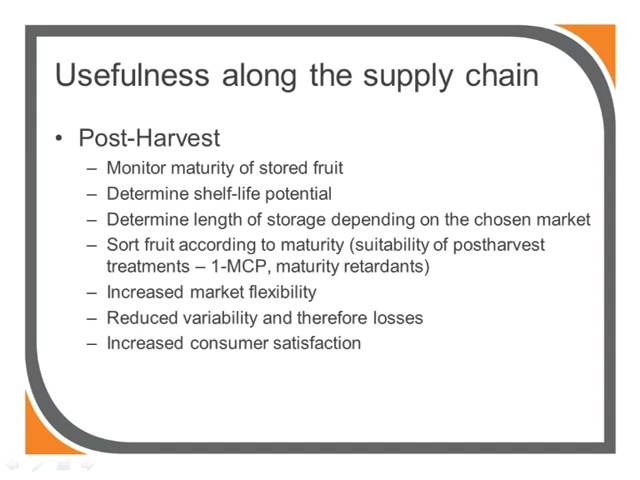 Usefulness along the supply chain
• Post-Harvest
– Monitor maturity of stored fruit
– Determine shelf-life potential
– Determine length of storage depending on the chosen market
– Sort fruit according to maturity (suitability of postharvest
treatments – 1-MCP, maturity retardants)
– Increased market flexibility
– Reduced variability and therefore losses
– Increased consumer satisfaction